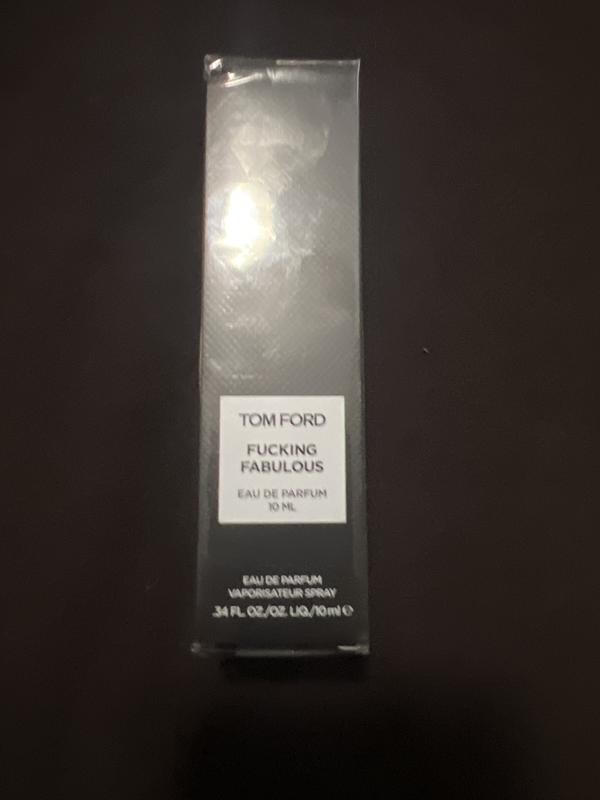 TOM FORD
FUCKING
FABULOUS
EAU DE PARFUM
10 ML
EAU DE PARFUM
VAPORISATEUR SPRAY
.34 FL. OZ./OZ. LIQ./10 ml ℮